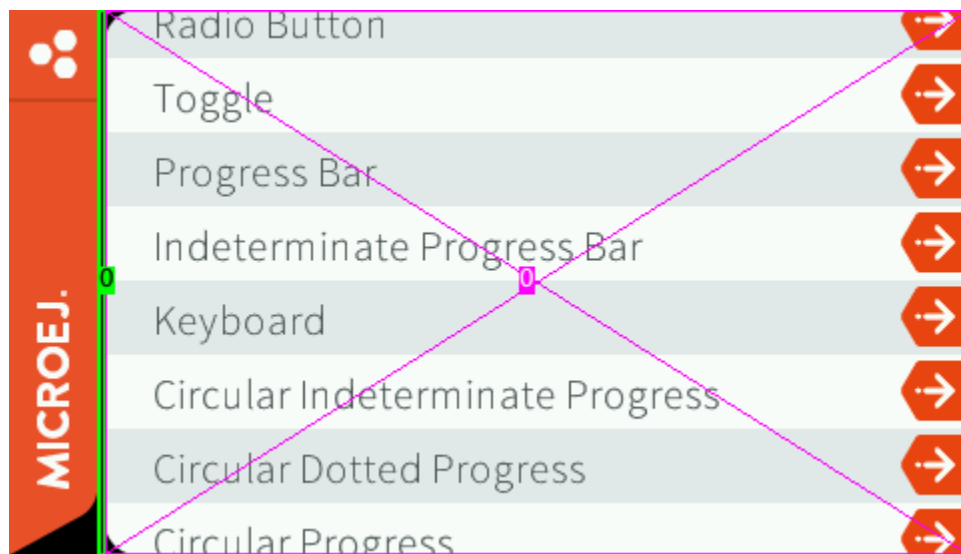 MICROEJ.
Radio Button
Toggle
Progress Bar
Indeterminate Progress Bar
Keyboard
Circular Indeterminate Progress
Circular Dotted Progress
Circular Progress
0
0